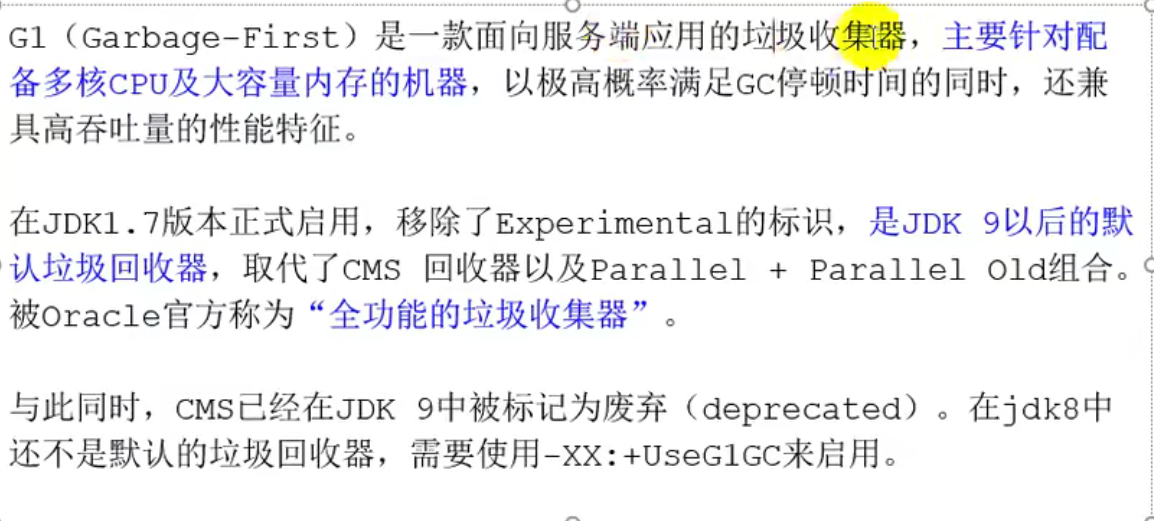 G1（Garbage-First）是一款面向服务端应用的垃圾收集器，主要针对配
备多核CPU及大容量内存的机器，以极高概率满足GC停顿时间的同时，还兼
具高吞吐量的性能特征。
在JDK1.7版本正式启用，移除了Experimental的标识，是JDK 9以后的默
认垃圾回收器，取代了CMS 回收器以及Parallel + Parallel Old组合。
被Oracle官方称为“全功能的垃圾收集器”。
与此同时，CMS已经在JDK 9中被标记为废弃（deprecated）。在jdk8中
还不是默认的垃圾回收器，需要使用-XX:+UseG1GC来启用。